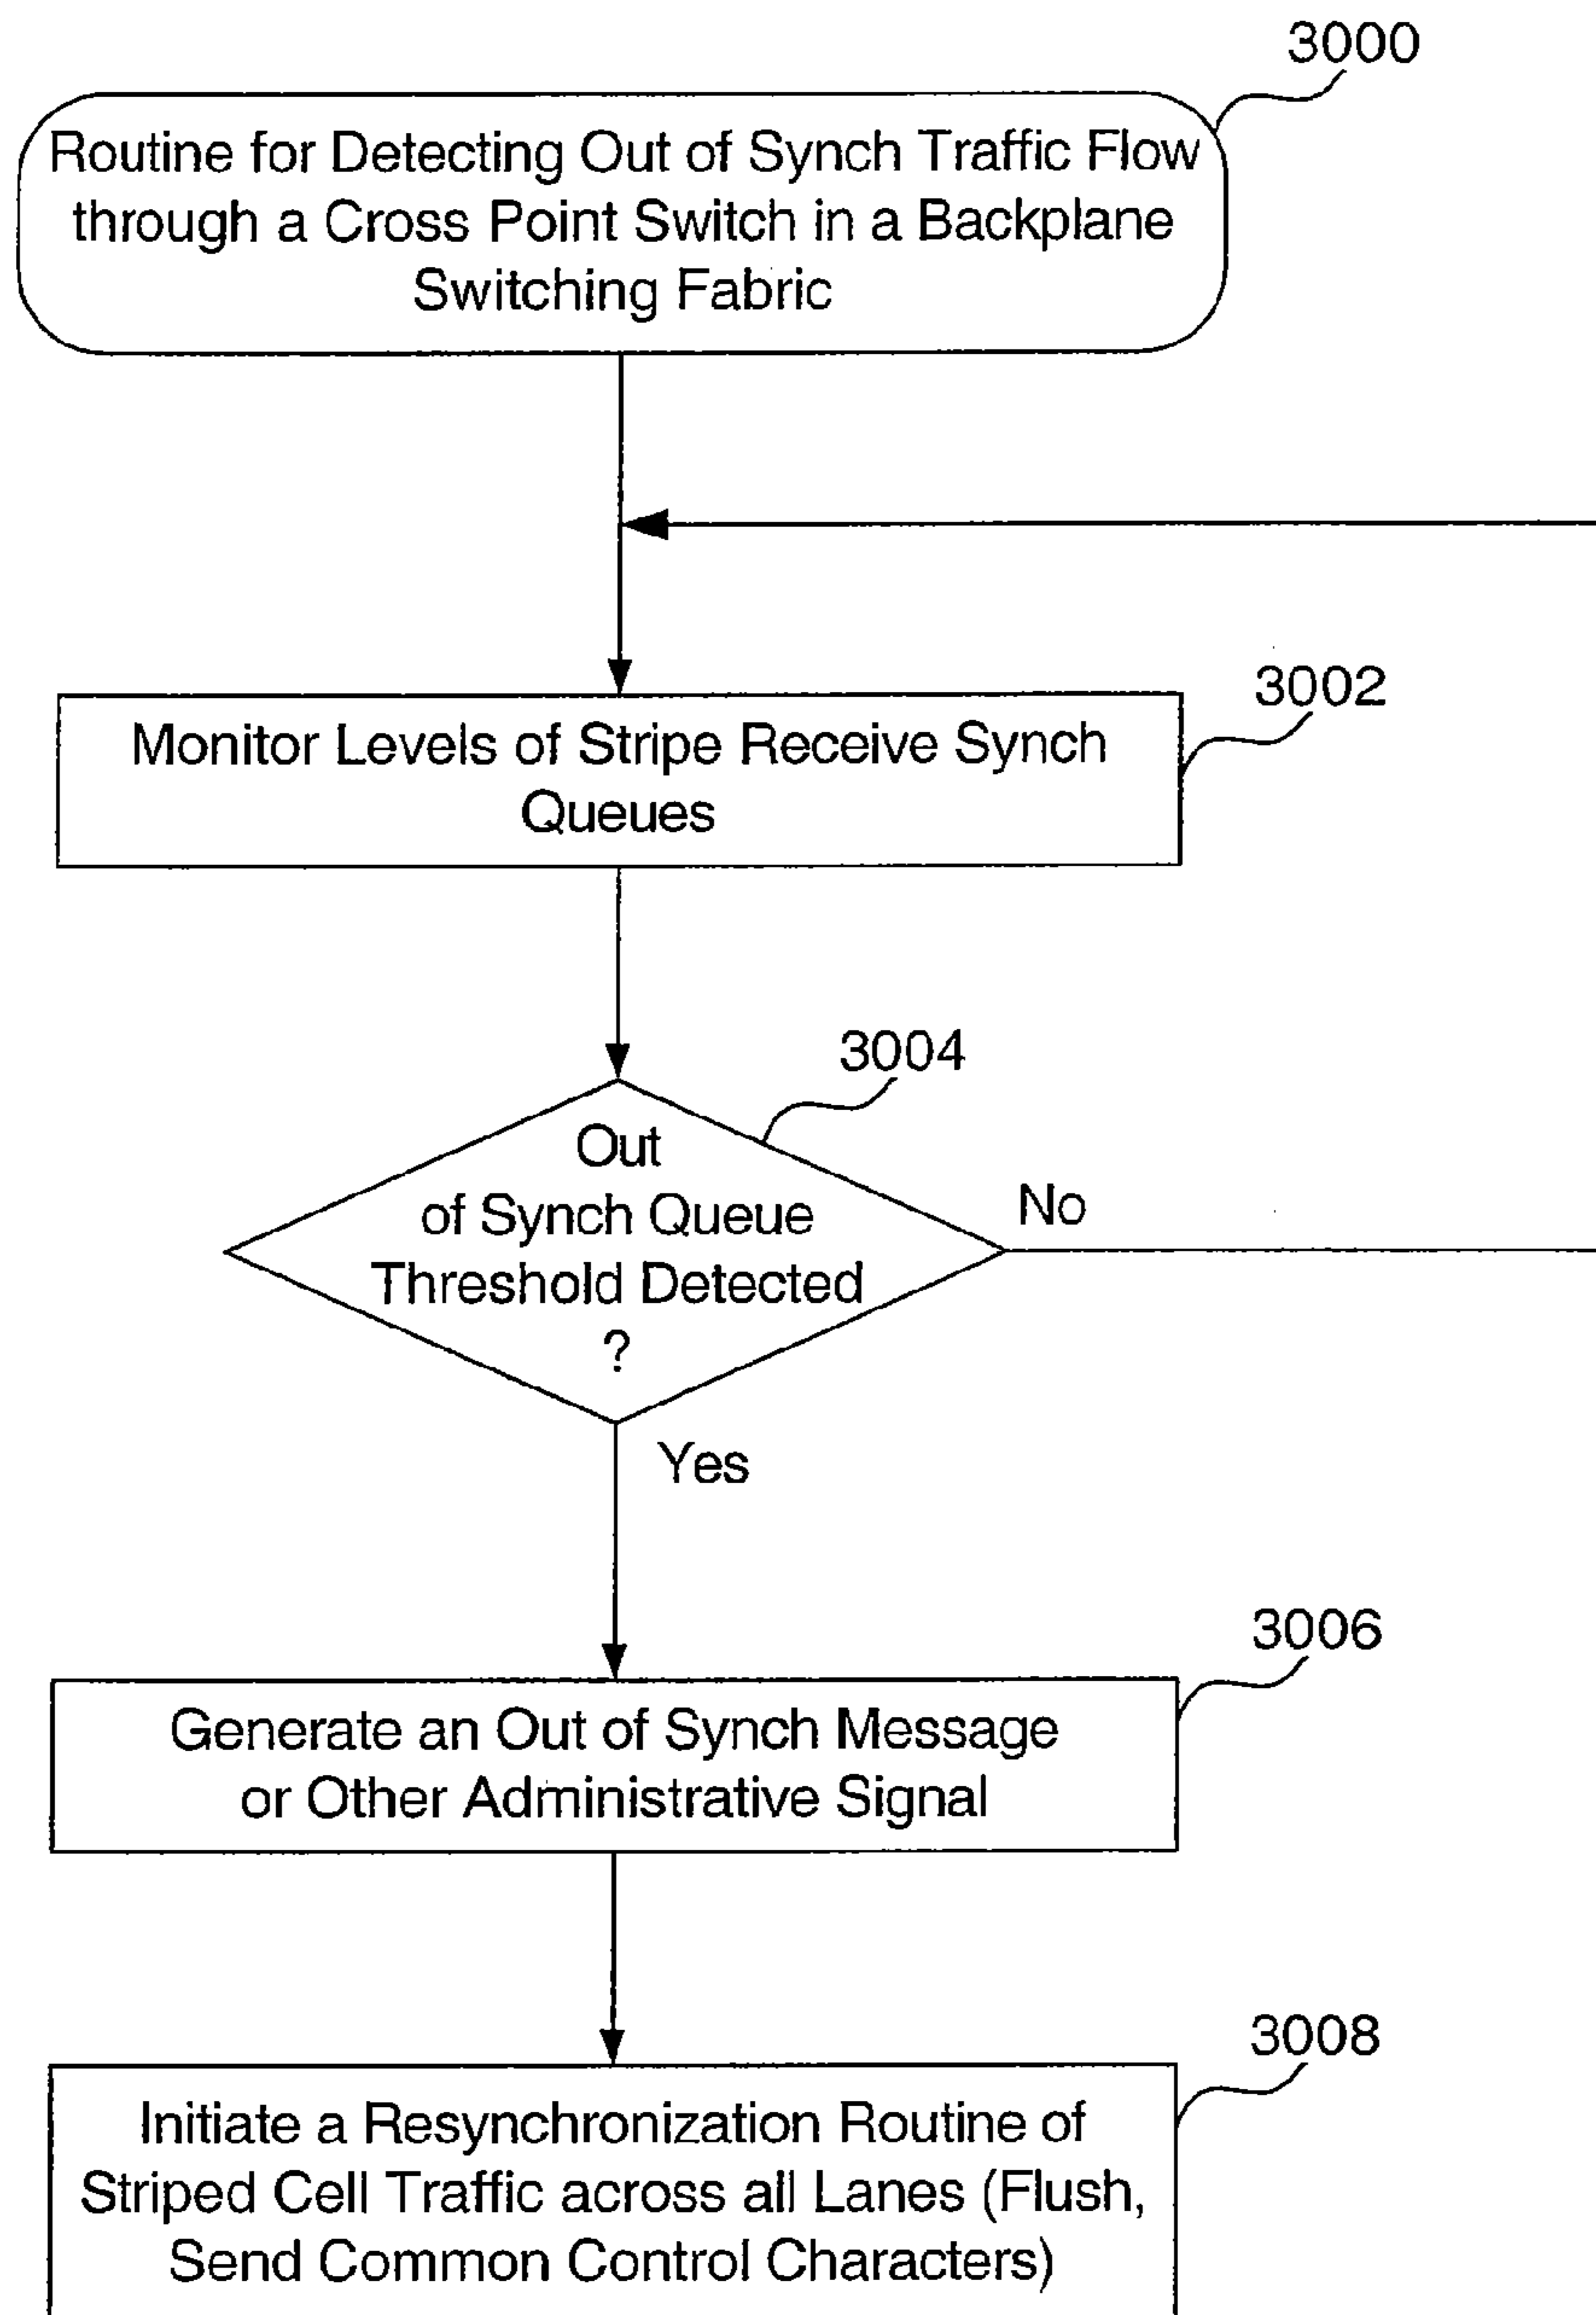 3000
Routine for Detecting Out of Synch Traffic Flow
through a Cross Point Switch in a Backplane
Switching Fabric
3002
Monitor Levels of Stripe Receive Synch
Queues
3004
Out
of Synch Queue
Threshold Detected
?
No
Yes
3006
Generate an Out of Synch Message
or Other Administrative Signal
3008
Initiate a Resynchronization Routine of
Striped Cell Traffic across all Lanes (Flush,
Send Common Control Characters)